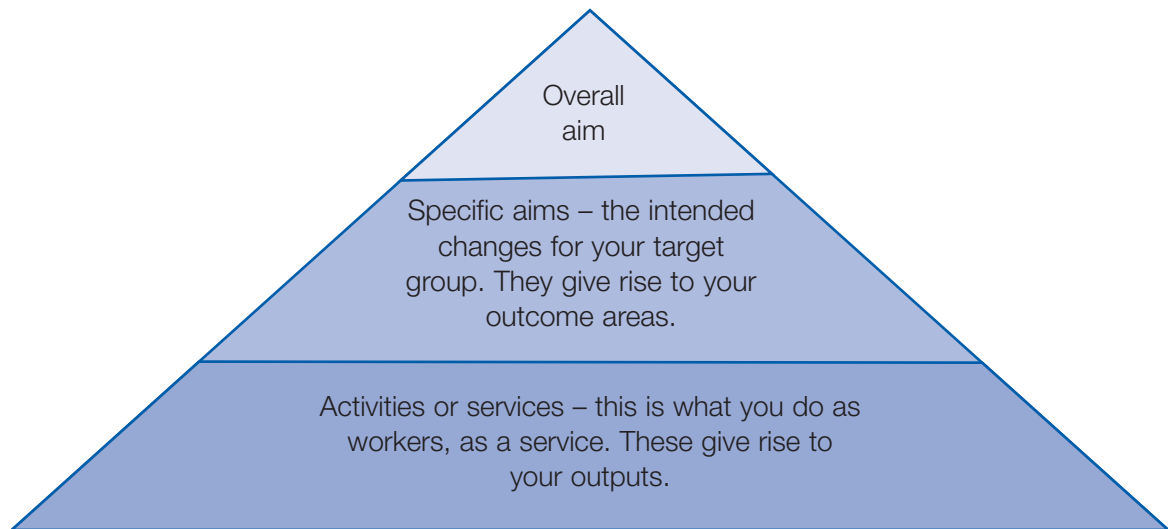 Overall
aim
Specific aims – the intended
changes for your target
group. They give rise to your
outcome areas.
Activities or services – this is what you do as
workers, as a service. These give rise to
your outputs.